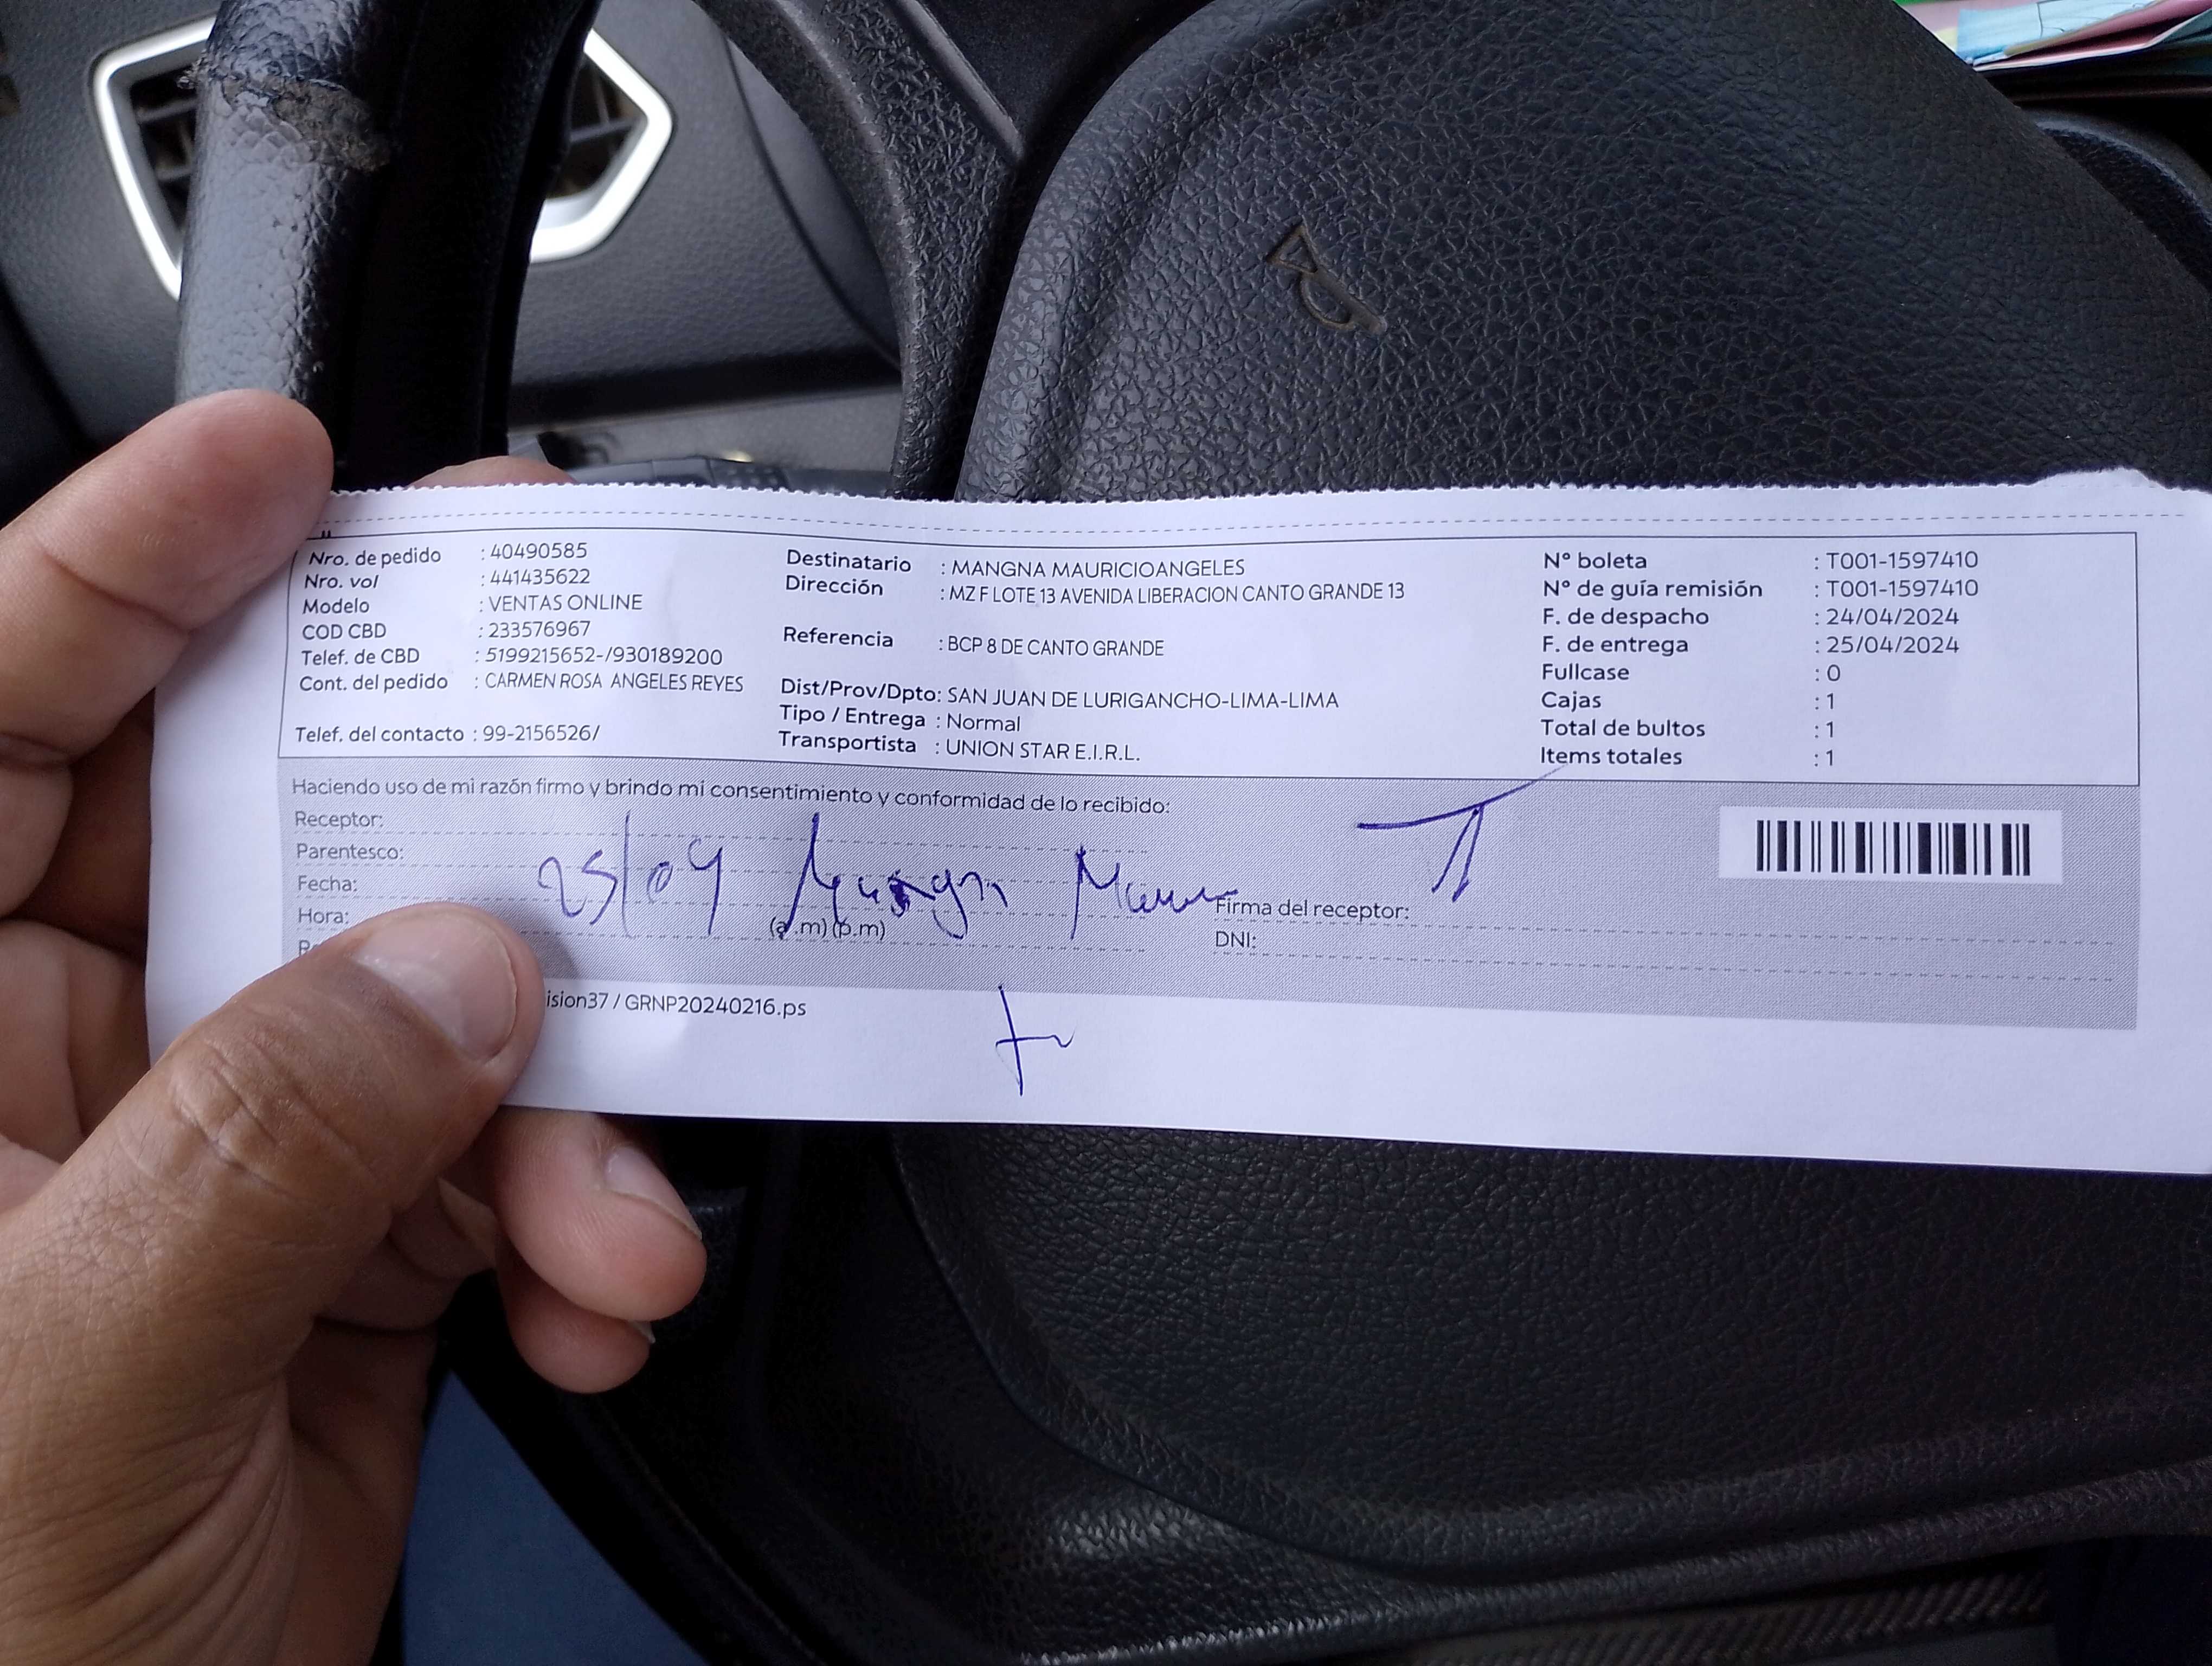 Nro. de pedido : 40490585
Nro. vol : 441435622
Modelo : VENTAS ONLINE
COD CBD : 233576967
Telef. de CBD : 5199215652-/930189200
Cont. del pedido : CARMEN ROSA ANGELES REYES
Telef. del contacto : 99-2156526/
Destinatario : MANGNA MAURICIOANGELES
Dirección : MZ F LOTE 13 AVENIDA LIBERACION CANTO GRANDE 13
Referencia : BCP 8 DE CANTO GRANDE
Dist/Prov/Dpto: SAN JUAN DE LURIGANCHO-LIMA-LIMA
Tipo / Entrega : Normal
Transportista : UNION STAR E.I.R.L.
N° boleta : T001-1597410
N° de guía remisión : T001-1597410
F. de despacho : 24/04/2024
F. de entrega : 25/04/2024
Fullcase : 0
Cajas : 1
Total de bultos : 1
Items totales : 1
Haciendo uso de mi razón firmo y brindo mi consentimiento y conformidad de lo recibido:
Receptor:
Parentesco:
Fecha:
25/04 Mangn
Hora: (a.m) (p.m)
Firma del receptor:
DNI:
ision37 / GRNP20240216.ps